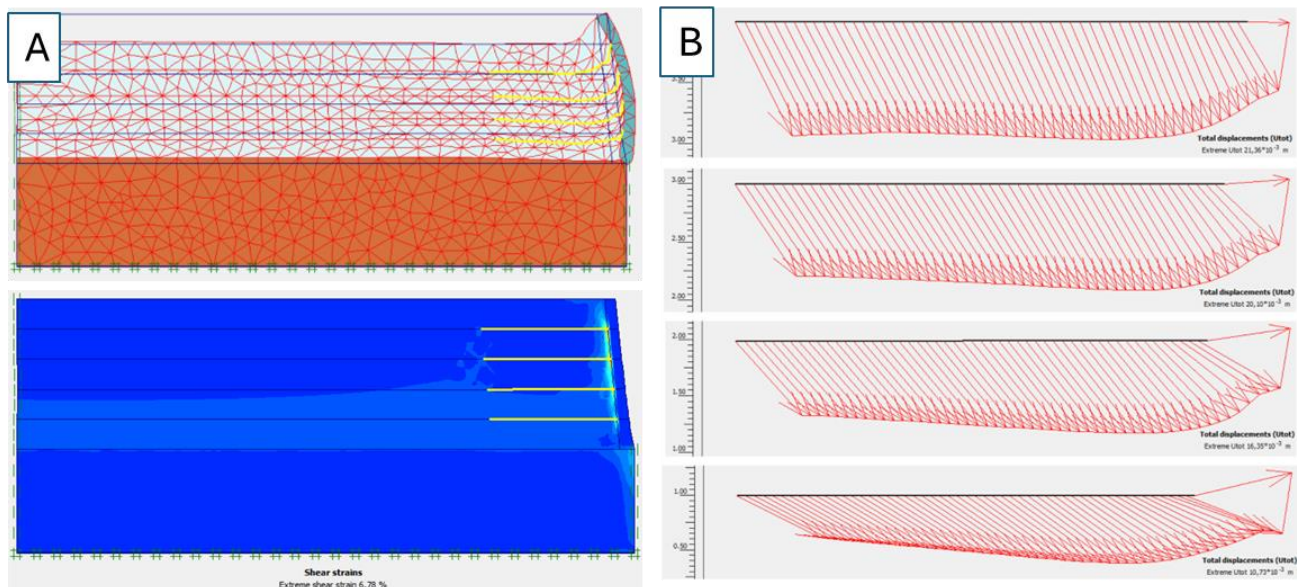 A
Shear strains
Extreme shear strain 6,78 %
B
3.00
Total displacements (Utot)
Extreme Utot 21,36*10⁻³ m
3.00
2.50
2.00
Total displacements (Utot)
Extreme Utot 20,10*10⁻³ m
2.00
1.50
1.00
Total displacements (Utot)
Extreme Utot 16,35*10⁻³ m
1.00
0.50
Total displacements (Utot)
Extreme Utot 10,73*10⁻³ m